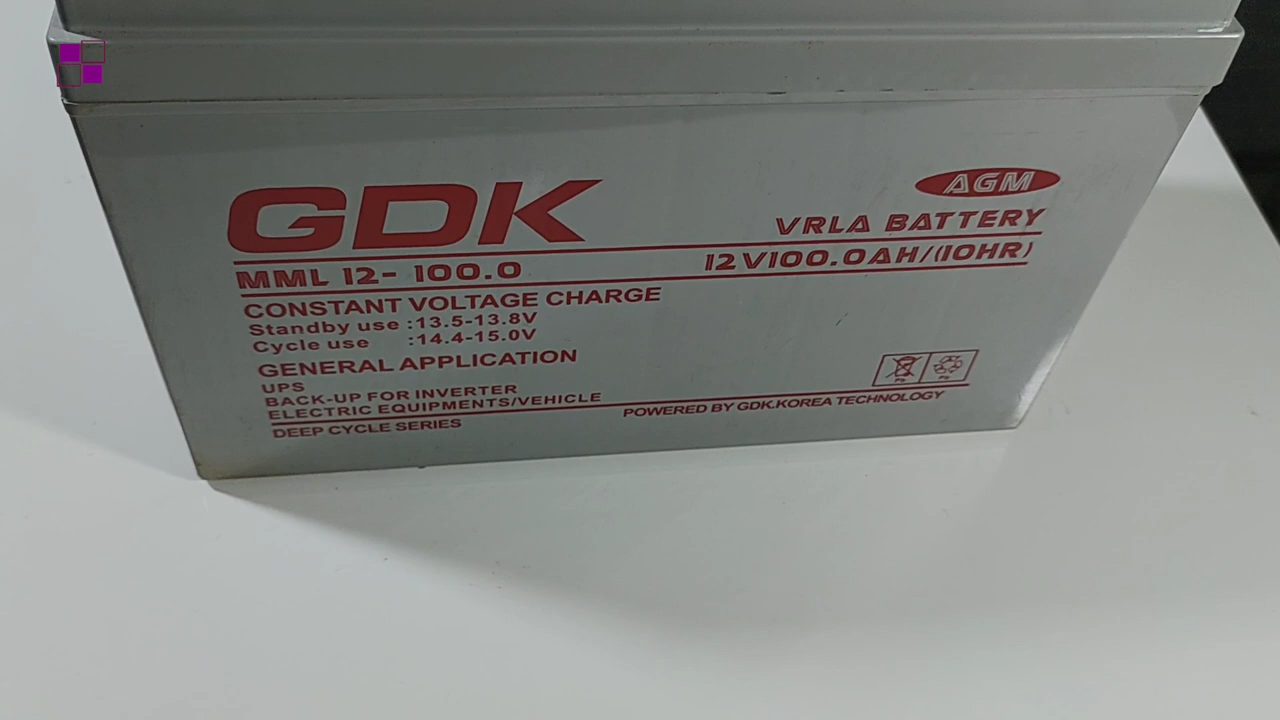 GDK
AGM
VRLA BATTERY
MML 12- 100.0
12V100.0AH/(10HR)
CONSTANT VOLTAGE CHARGE
Standby use :13.5-13.8V
Cycle use :14.4-15.0V
GENERAL APPLICATION
UPS
BACK-UP FOR INVERTER
ELECTRIC EQUIPMENTS/VEHICLE
Pb Pb
DEEP CYCLE SERIES
POWERED BY GDK.KOREA TECHNOLOGY